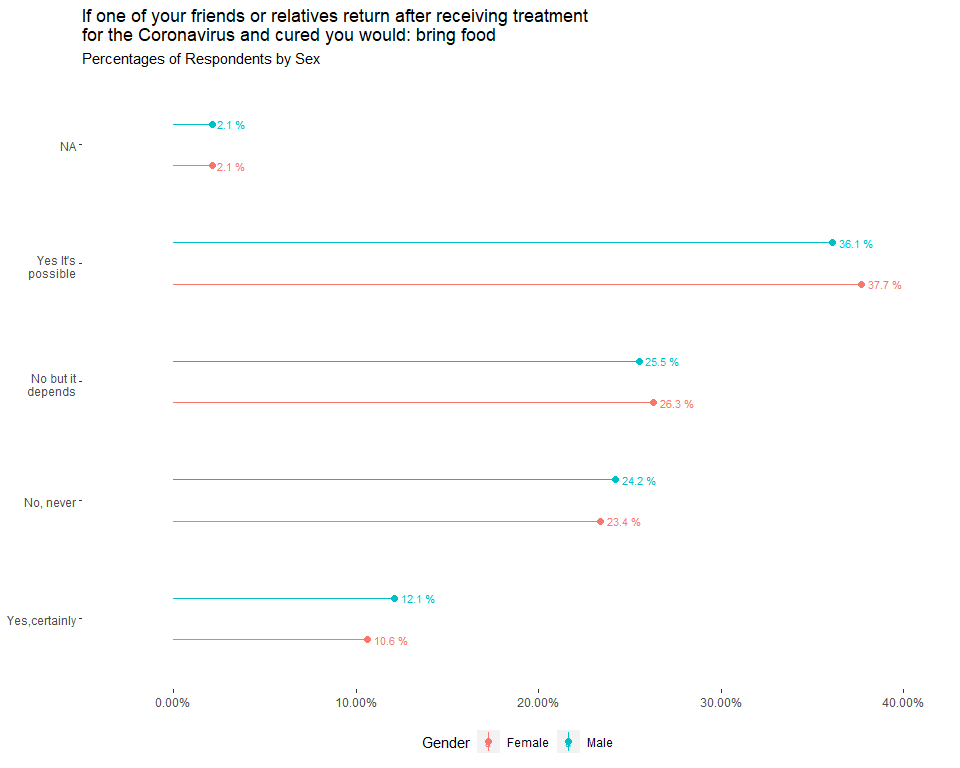 If one of your friends or relatives return after receiving treatment
for the Coronavirus and cured you would: bring food
Percentages of Respondents by Sex
NA
2.1 %
2.1 %
Yes It's
possible
36.1 %
37.7 %
No but it
depends
25.5 %
26.3 %
No, never
24.2 %
23.4 %
Yes,certainly
12.1 %
10.6 %
0.00% 10.00% 20.00% 30.00% 40.00%
Gender Female Male